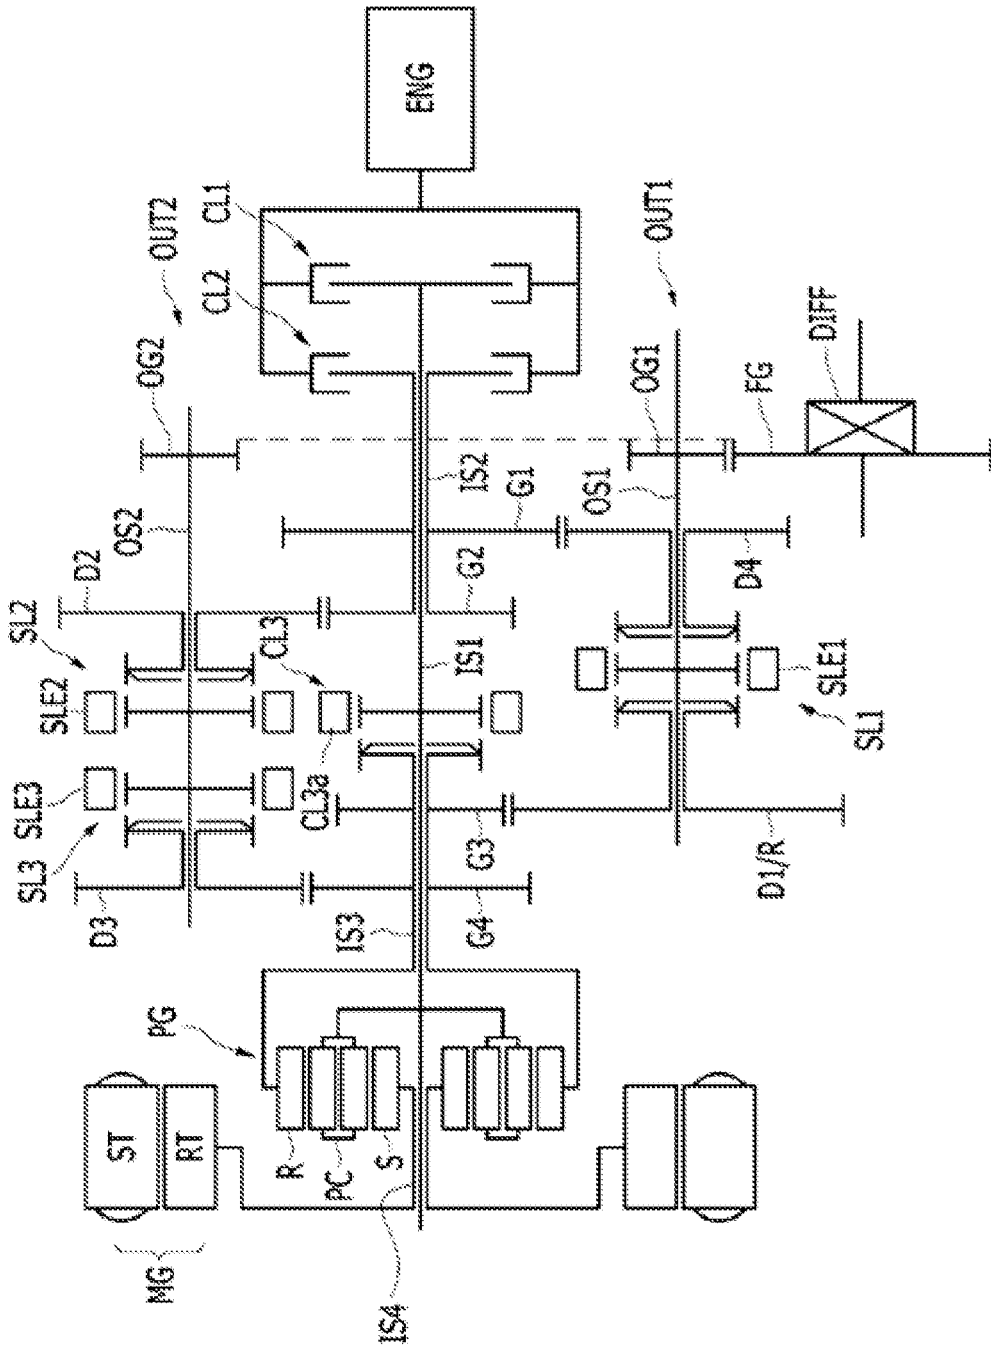 ENG
OUT2
CL1
CL2
OUT1
OG2
OG1
DIFF
FG
OS2
IS2
G1
OS1
D2
G2
D4
SL2
CL3
IS1
SLE1
SLE2
SL1
SLE3
CL3a
SL3
G3
D1/R
D3
IS3
G4
PG
ST
RT
R
PC
S
MG
IS4